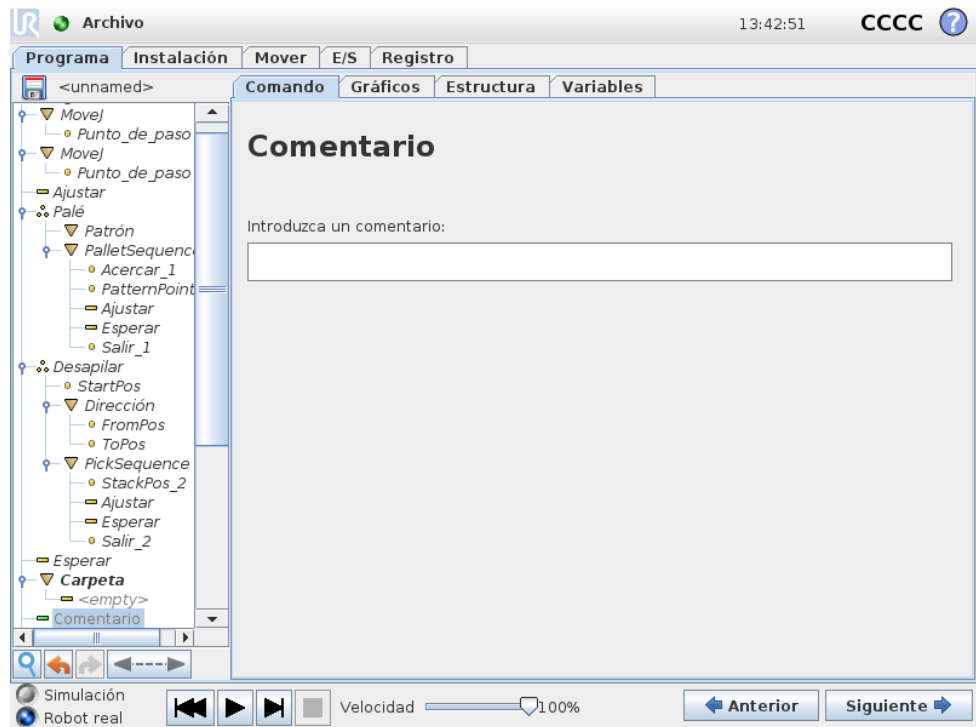 UR Archivo 13:42:51 CCCC ?
Programa Instalación Mover E/S Registro
<unnamed>
Comando Gráficos Estructura Variables
MoveJ
Punto_de_paso
MoveJ
Punto_de_paso
Ajustar
Palé
Patrón
PalletSequenc
Acercar_1
PatternPoint
Ajustar
Esperar
Salir_1
Desapilar
StartPos
Dirección
FromPos
ToPos
PickSequence
StackPos_2
Ajustar
Esperar
Salir_2
Esperar
Carpeta
<empty>
Comentario
Comentario
Introduzca un comentario:
Simulación
Robot real
Velocidad 100%
Anterior Siguiente